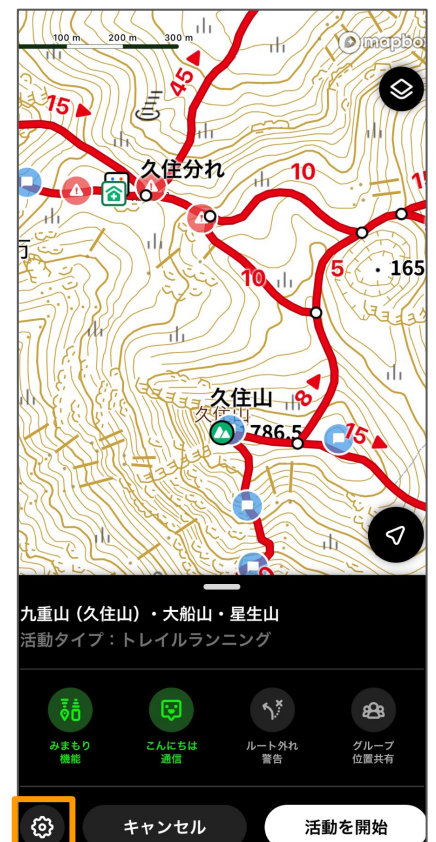 100 m 200 m 300 m
mapbo
15
45
久住分れ
10
1
万
10
5
165
8
久住山
久住山
786.5
15
九重山 (久住山)・大船山・星生山
活動タイプ：トレイルランニング
みまもり
機能
こんにちは
通信
ルート外れ
警告
グループ
位置共有
キャンセル
活動を開始